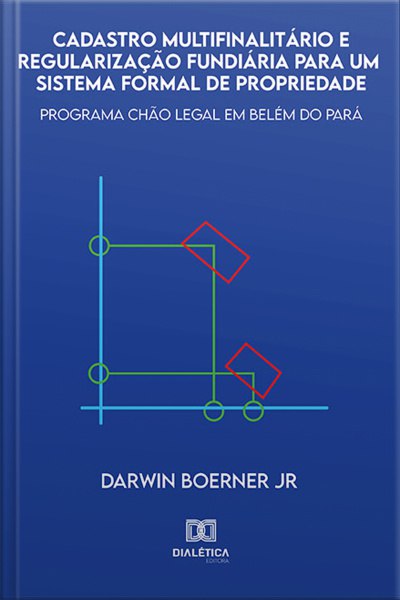 CADASTRO MULTIFINALITÁRIO E
REGULARIZAÇÃO FUNDIÁRIA PARA UM
SISTEMA FORMAL DE PROPRIEDADE
PROGRAMA CHÃO LEGAL EM BELÉM DO PARÁ
DARWIN BOERNER JR
DIALÉTICA
EDITORA